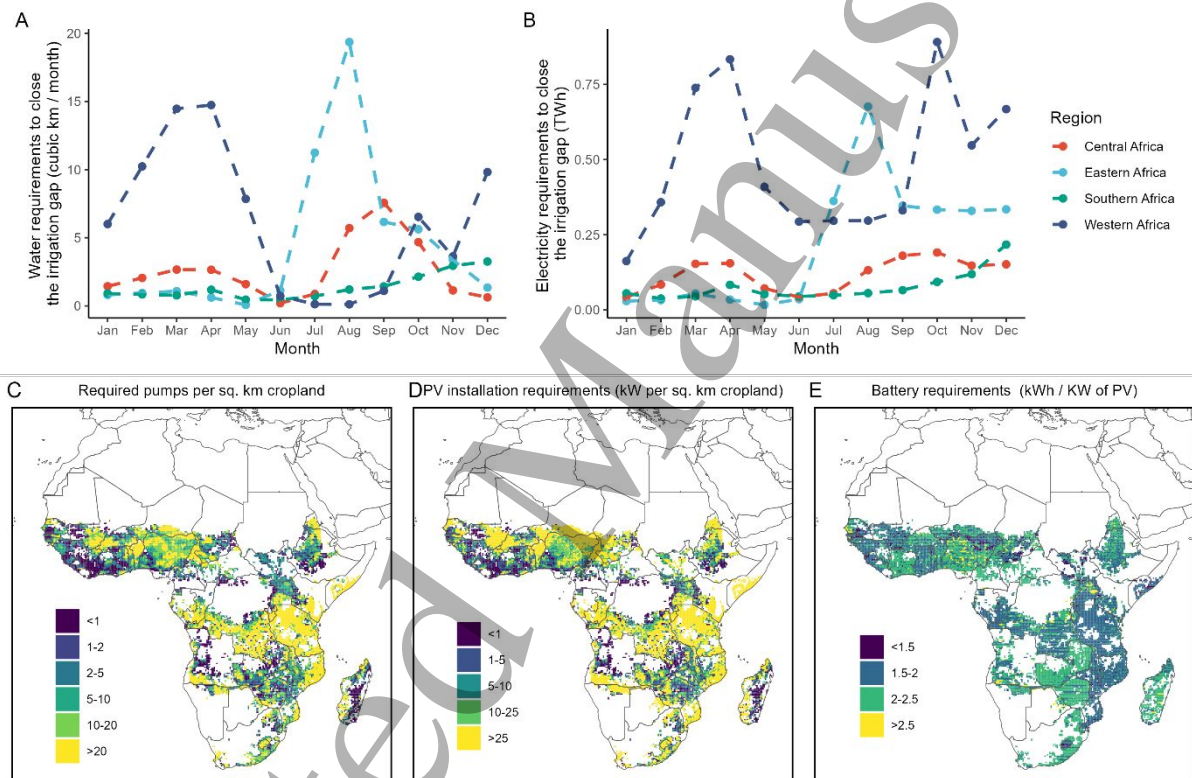 A
Water requirements to close
the irrigation gap (cubic km / month)
20
15
10
5
0
Jan Feb Mar Apr May Jun Jul Aug Sep Oct Nov Dec
Month
B
Electricity requirements to close
the irrigation gap (TWh)
0.75
0.50
0.25
0.00
Jan Feb Mar Apr May Jun Jul Aug Sep Oct Nov Dec
Month
Region
Central Africa
Eastern Africa
Southern Africa
Western Africa
C Required pumps per sq. km cropland
<1
1-2
2-5
5-10
10-20
>20
D PV installation requirements (kW per sq. km cropland)
<1
1-5
5-10
10-25
>25
E Battery requirements (kWh / KW of PV)
<1.5
1.5-2
2-2.5
>2.5
ted Manus